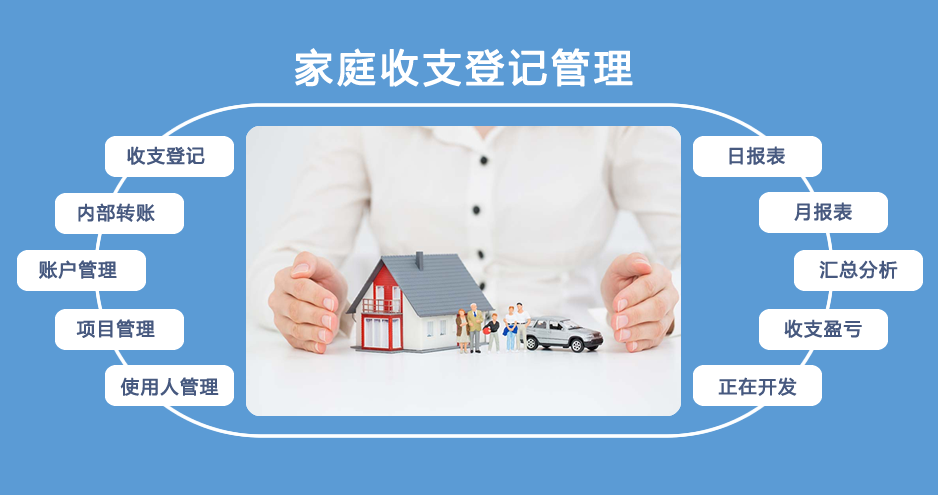 家庭收支登记管理
收支登记
内部转账
账户管理
项目管理
使用人管理
日报表
月报表
汇总分析
收支盈亏
正在开发